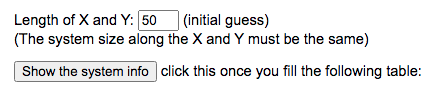 Length of X and Y: 50 (initial guess)
(The system size along the X and Y must be the same)
Show the system info click this once you fill the following table: